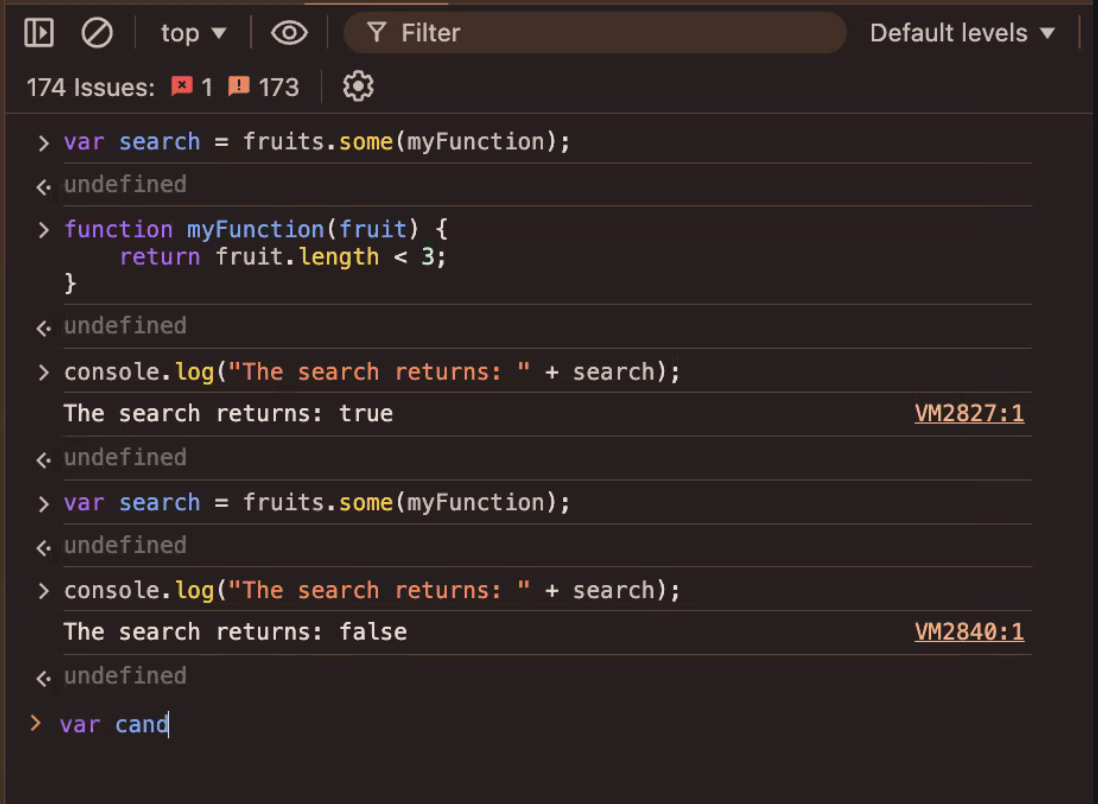 top ▼ Filter Default levels ▼
174 Issues: 1 173
> var search = fruits.some(myFunction);
undefined
> function myFunction(fruit) {
    return fruit.length < 3;
}
undefined
> console.log("The search returns: " + search);
The search returns: true VM2827:1
undefined
> var search = fruits.some(myFunction);
undefined
> console.log("The search returns: " + search);
The search returns: false VM2840:1
undefined
> var cand